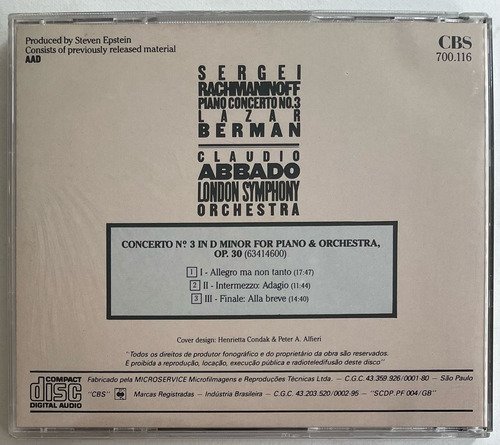 Produced by Steven Epstein
Consists of previously released material
AAD
CBS
700.116
SERGEI
RACHMANINOFF
PIANO CONCERTO NO.3
LAZAR
BERMAN
CLAUDIO
ABBADO
LONDON SYMPHONY
ORCHESTRA
CONCERTO Nº 3 IN D MINOR FOR PIANO & ORCHESTRA,
OP. 30 (63414600)
1 I - Allegro ma non tanto (17:47)
2 II - Intermezzo: Adagio (11:44)
3 III - Finale: Alla breve (14:40)
Cover design: Henrietta Condak & Peter A. Alfieri
"Todos os direitos de produtor fonográfico e do proprietário da obra são reservados.
É proibida a reprodução, locação, execução pública e radioteledifusão deste disco"
COMPACT
disc
DIGITAL AUDIO
Fabricado pela MICROSERVICE Microfilmagens e Reproduções Técnicas Ltda. – C.G.C. 43.359.926/0001-80 – São Paulo
"CBS" Marcas Registradas – Indústria Brasileira – C.G.C. 43.203.520/0002-95 – "SCDP PF 004/GB"